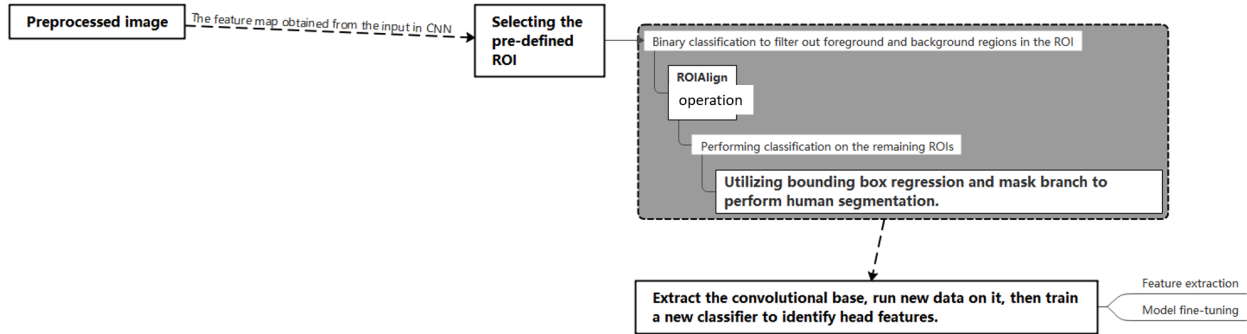 Preprocessed image
The feature map obtained from the input in CNN
Selecting the
pre-defined
ROI
Binary classification to filter out foreground and background regions in the ROI
ROIAlign
operation
Performing classification on the remaining ROIs
Utilizing bounding box regression and mask branch to
perform human segmentation.
Extract the convolutional base, run new data on it, then train
a new classifier to identify head features.
Feature extraction
Model fine-tuning